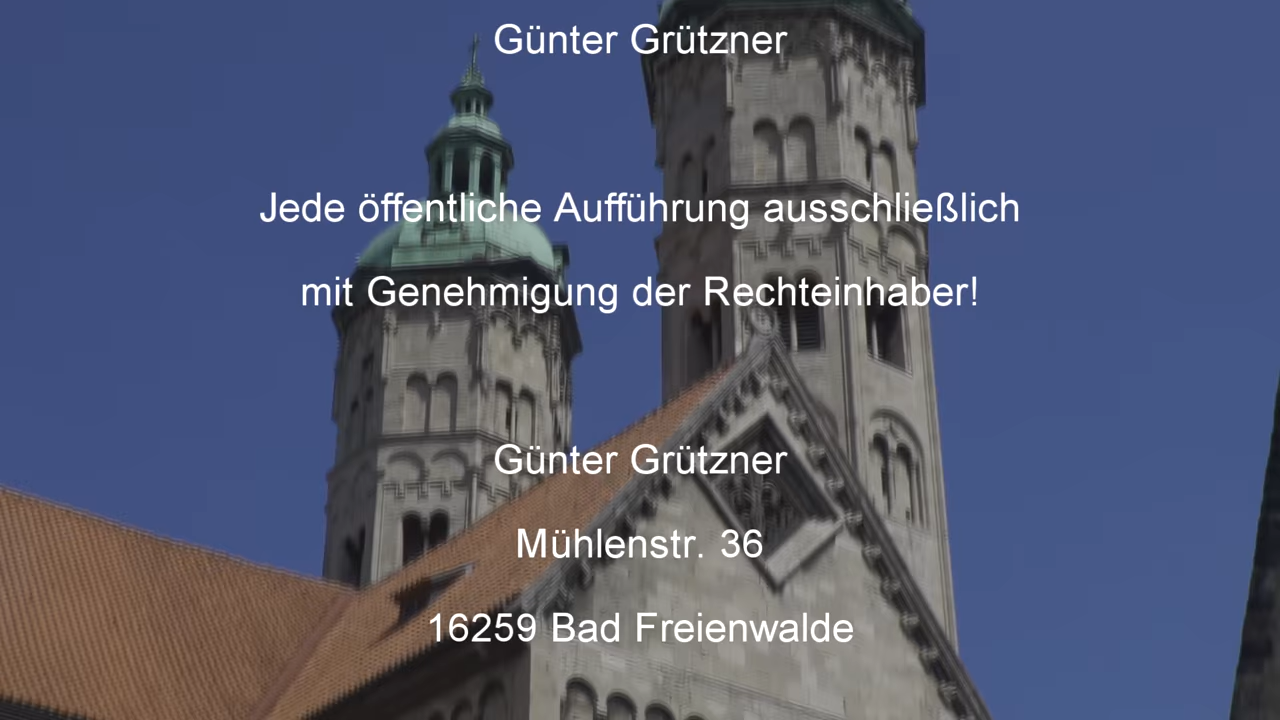 Günter Grützner
Jede öffentliche Aufführung ausschließlich
mit Genehmigung der Rechteinhaber!
Günter Grützner
Mühlenstr. 36
16259 Bad Freienwalde